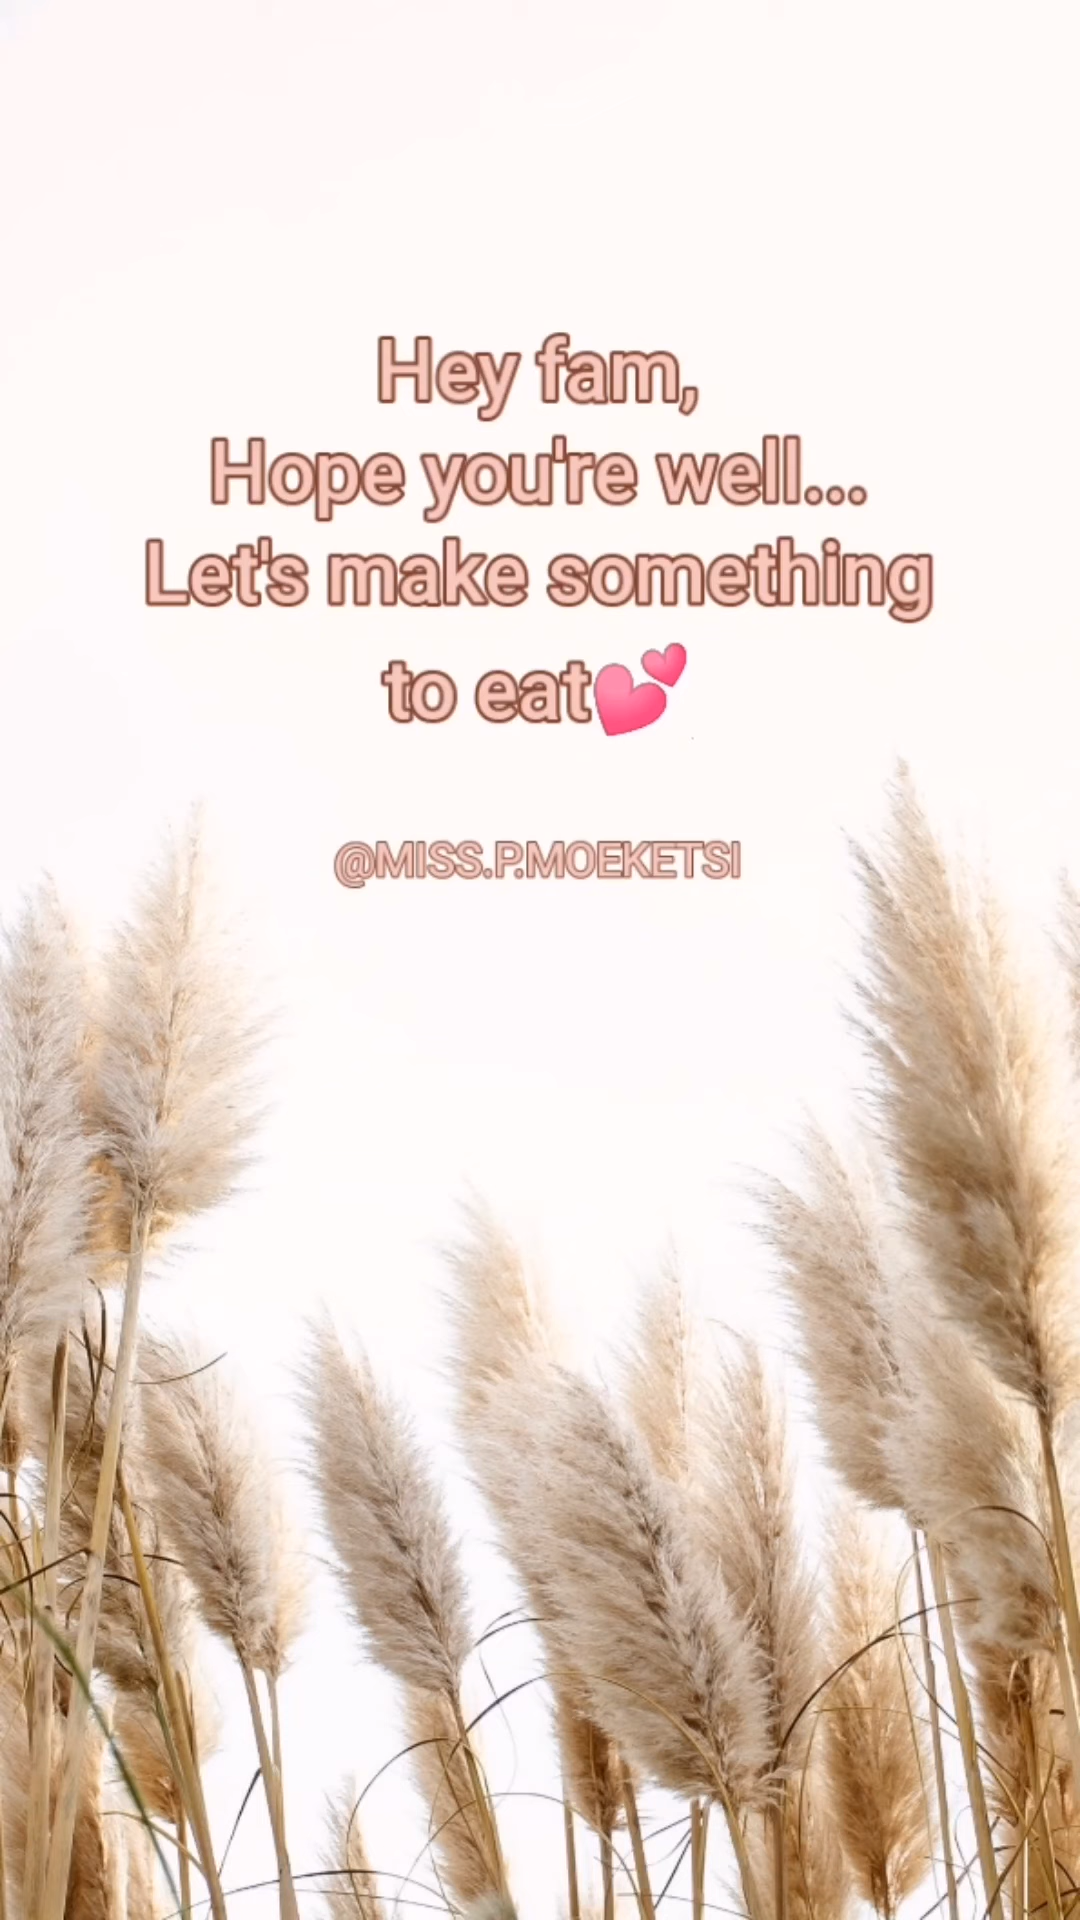 Hey fam,
Hope you're well...
Let's make something
to eat💕
@MISS.P.MOEKETSI